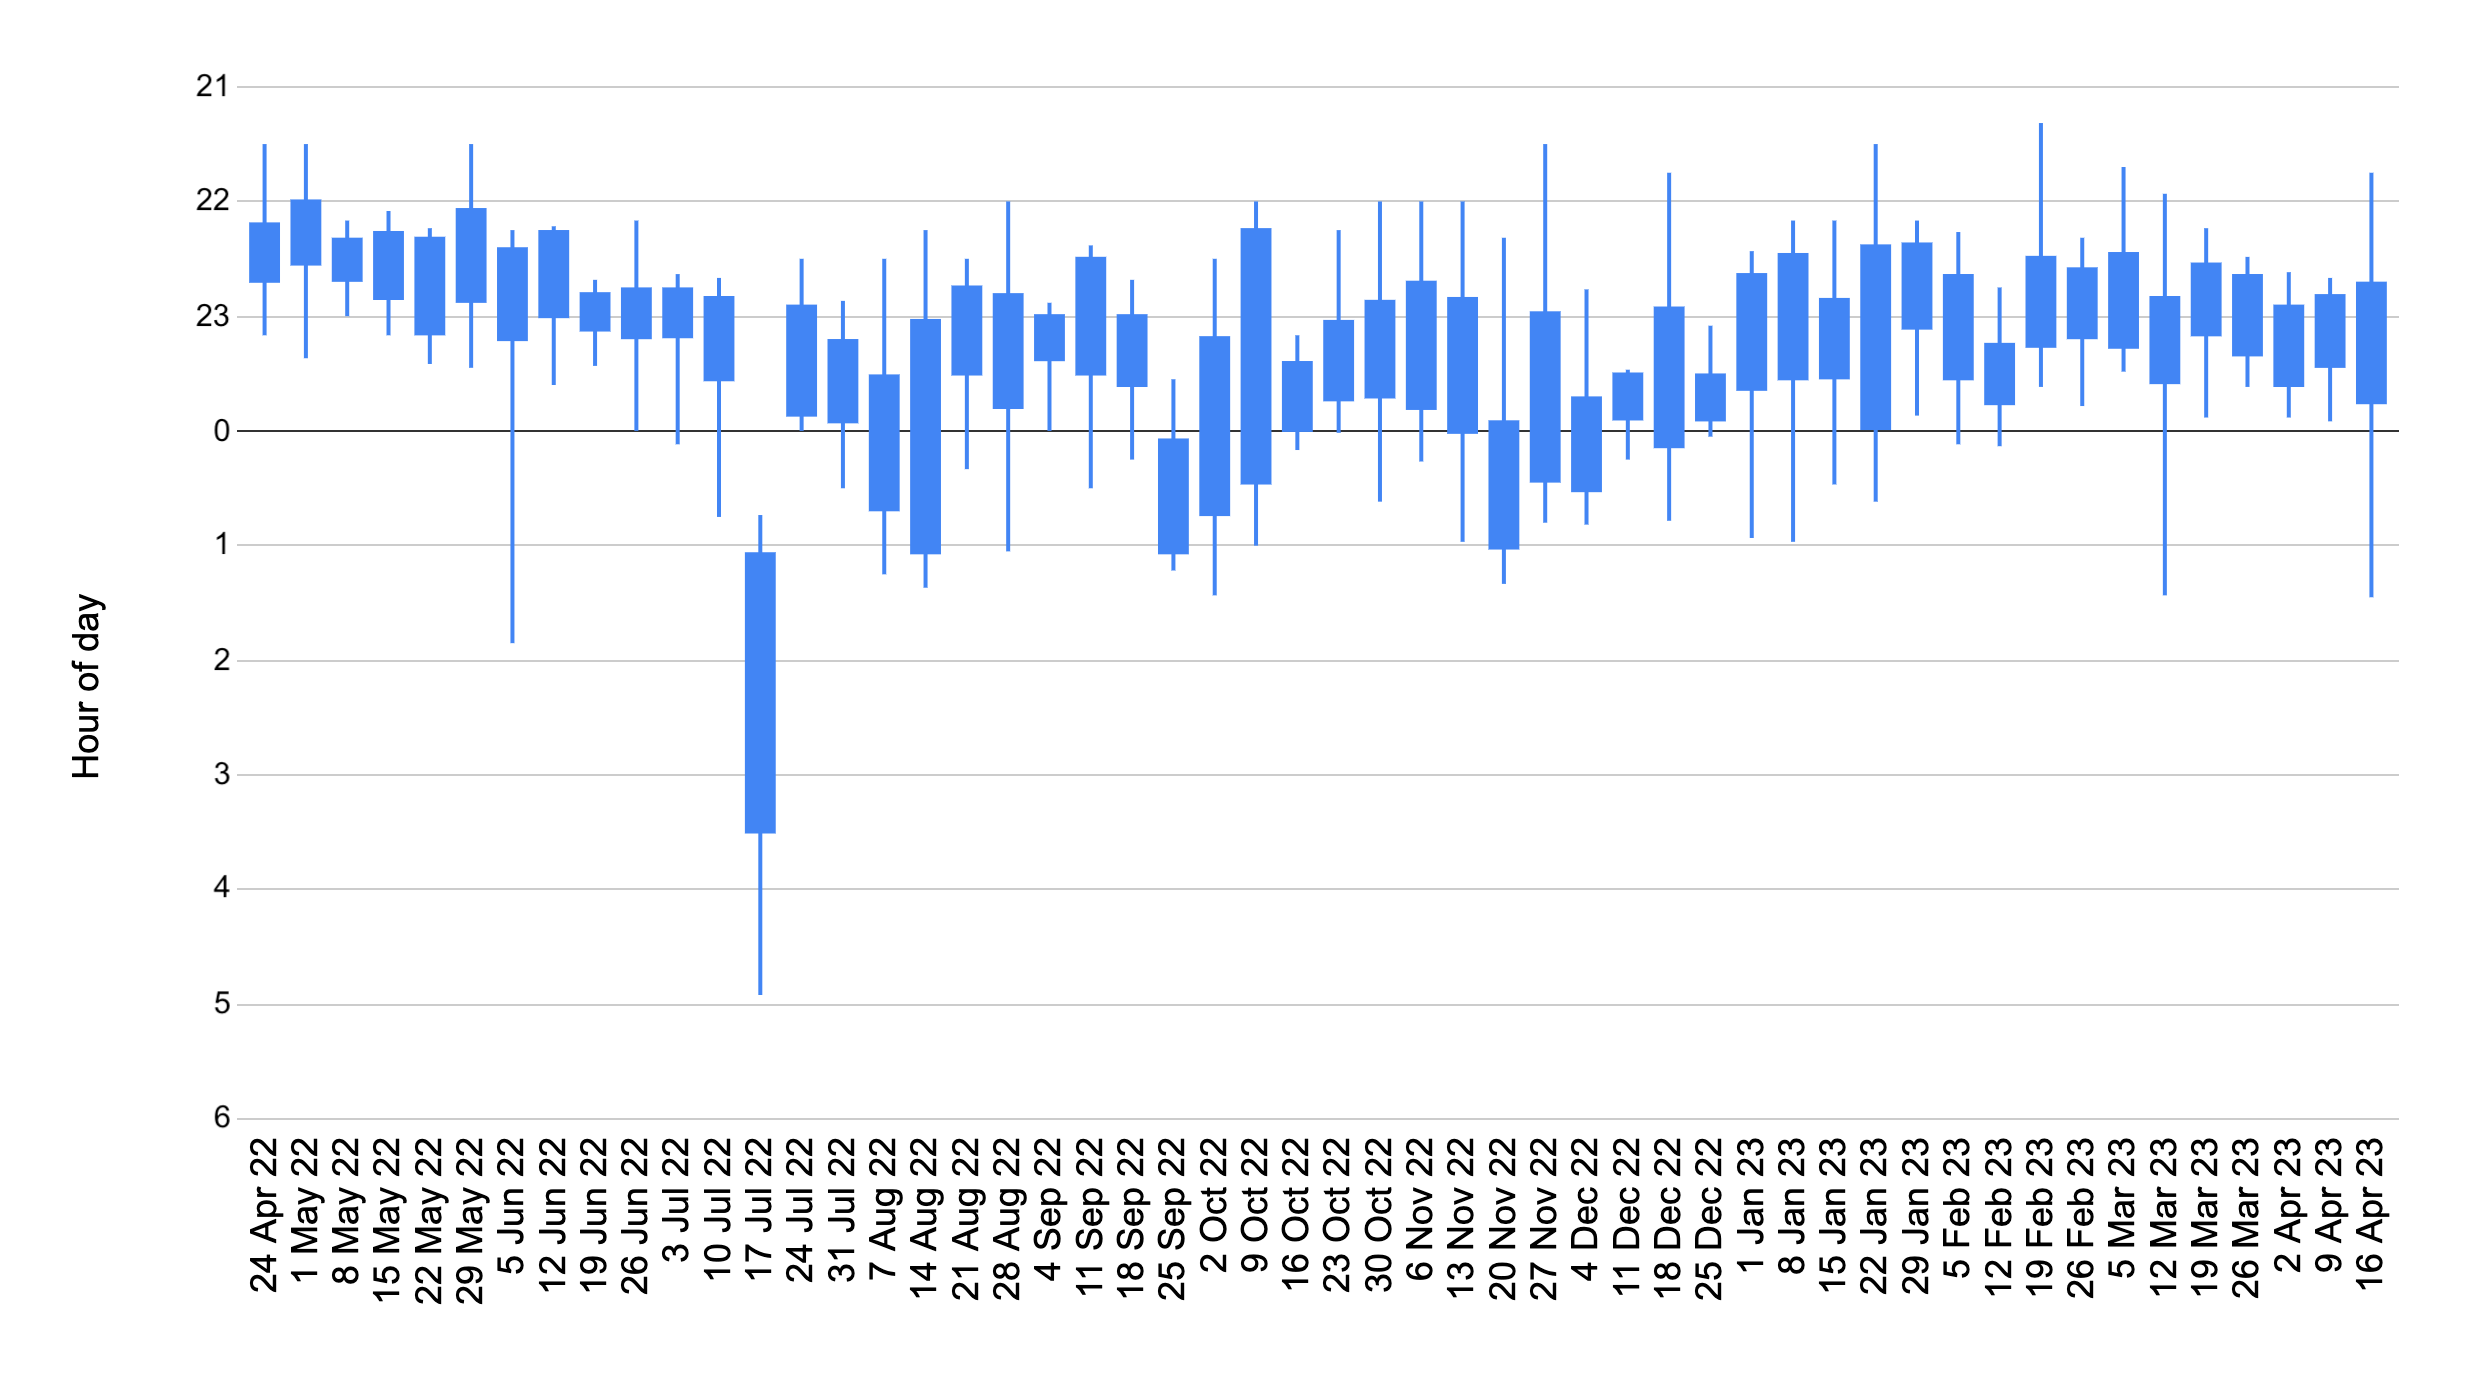 21
22
23
0
1
2
3
4
5
6
Hour of day
24 Apr 22
1 May 22
8 May 22
15 May 22
22 May 22
29 May 22
5 Jun 22
12 Jun 22
19 Jun 22
26 Jun 22
3 Jul 22
10 Jul 22
17 Jul 22
24 Jul 22
31 Jul 22
7 Aug 22
14 Aug 22
21 Aug 22
28 Aug 22
4 Sep 22
11 Sep 22
18 Sep 22
25 Sep 22
2 Oct 22
9 Oct 22
16 Oct 22
23 Oct 22
30 Oct 22
6 Nov 22
13 Nov 22
20 Nov 22
27 Nov 22
4 Dec 22
11 Dec 22
18 Dec 22
25 Dec 22
1 Jan 23
8 Jan 23
15 Jan 23
22 Jan 23
29 Jan 23
5 Feb 23
12 Feb 23
19 Feb 23
26 Feb 23
5 Mar 23
12 Mar 23
19 Mar 23
26 Mar 23
2 Apr 23
9 Apr 23
16 Apr 23